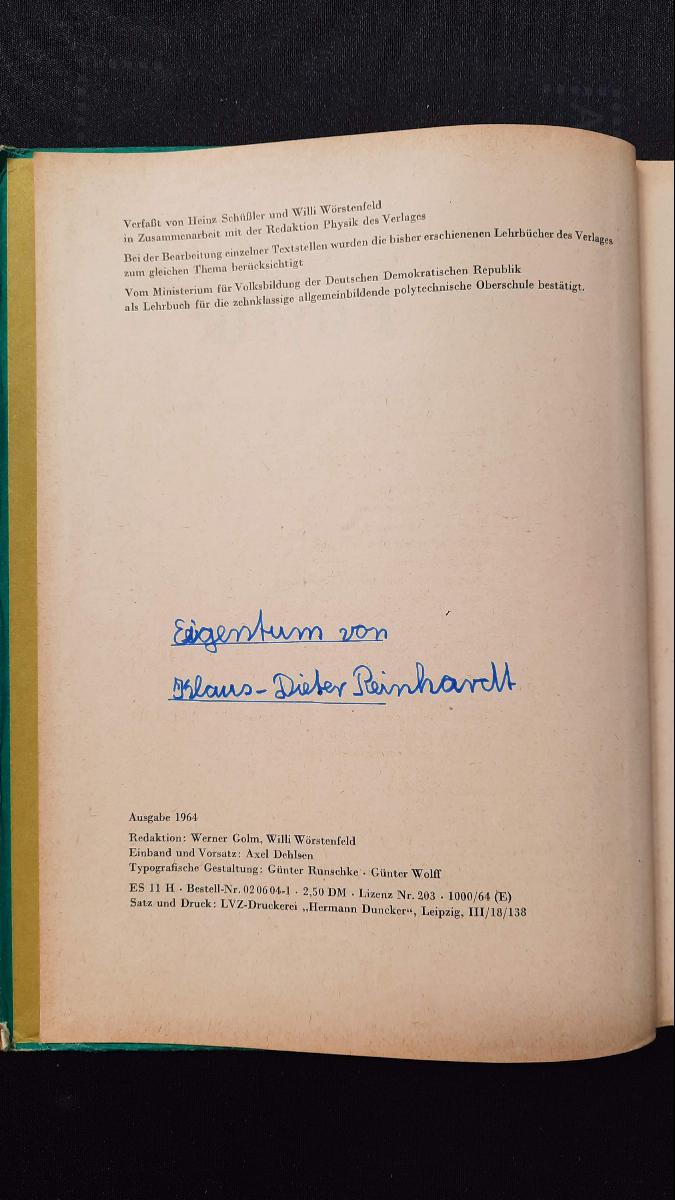 Verfaßt von Heinz Schüßler und Willi Wörstenfeld
in Zusammenarbeit mit der Redaktion Physik des Verlages
Bei der Bearbeitung einzelner Textstellen wurden die bisher erschienenen Lehrbücher des Verlages
zum gleichen Thema berücksichtigt
Vom Ministerium für Volksbildung der Deutschen Demokratischen Republik
als Lehrbuch für die zehnklassige allgemeinbildende polytechnische Oberschule bestätigt.
Eigentum von
Klaus-Dieter Reinhardt
Ausgabe 1964
Redaktion: Werner Golm, Willi Wörstenfeld
Einband und Vorsatz: Axel Dehlsen
Typografische Gestaltung: Günter Runschke · Günter Wolff
ES 11 H · Bestell-Nr. 02 06 04-1 · 2,50 DM · Lizenz Nr. 203 · 1000/64 (E)
Satz und Druck: LVZ-Druckerei „Hermann Duncker“, Leipzig, III/18/138